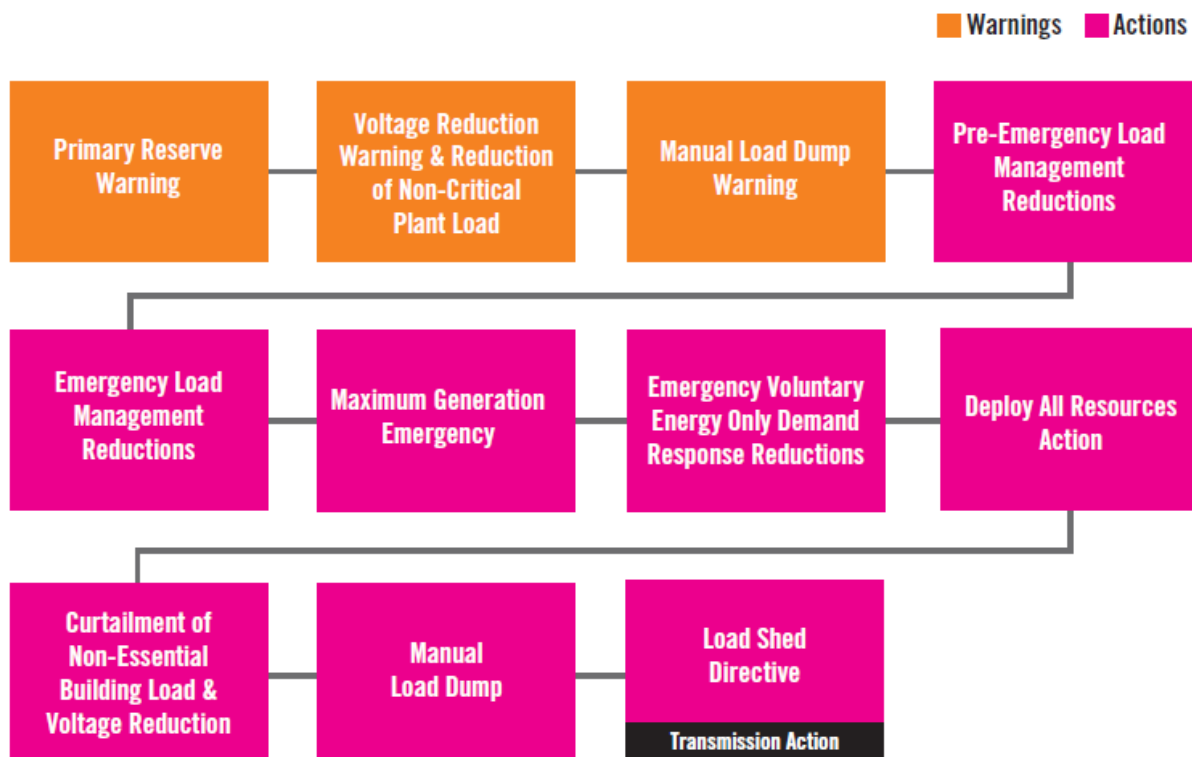 Warnings
Actions
Primary Reserve
Warning
Voltage Reduction
Warning & Reduction
of Non-Critical
Plant Load
Manual Load Dump
Warning
Pre-Emergency Load
Management
Reductions
Emergency Load
Management
Reductions
Maximum Generation
Emergency
Emergency Voluntary
Energy Only Demand
Response Reductions
Deploy All Resources
Action
Curtailment of
Non-Essential
Building Load &
Voltage Reduction
Manual
Load Dump
Load Shed
Directive
Transmission Action